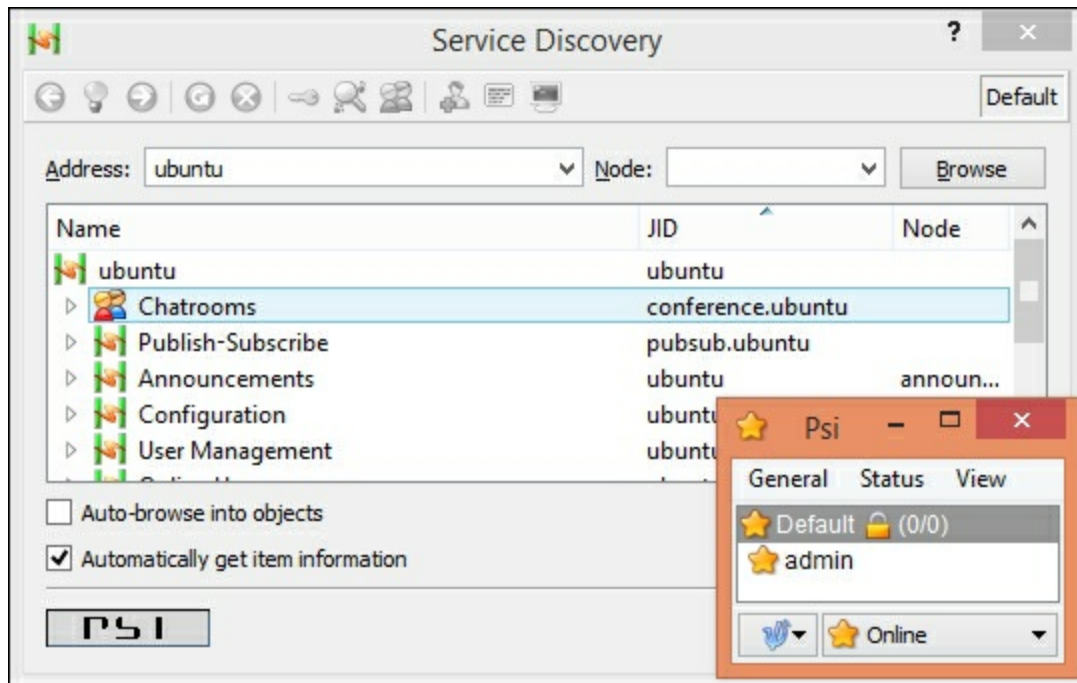 Service Discovery
?
Default
Address: ubuntu Node: Browse
Name JID Node
ubuntu ubuntu
Chatrooms conference.ubuntu
Publish-Subscribe pubsub.ubuntu
Announcements ubuntu announ...
Configuration
User Management
Auto-browse into objects
Automatically get item information
PSI
Psi
General Status View
Default (0/0)
admin
Online